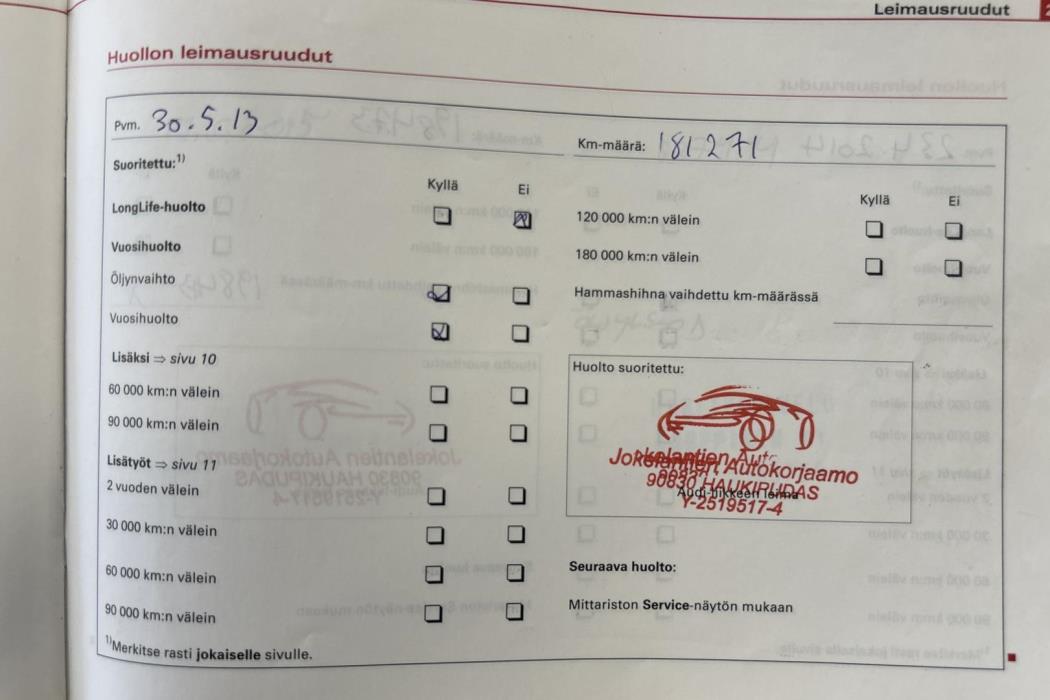 Leimausruudut
Huollon leimausruudut
Pvm. 30.5.13
Km-määrä: 181271
Suoritettu:1)
Kyllä Ei
Kyllä Ei
LongLife-huolto
120 000 km:n välein
Vuosihuolto
180 000 km:n välein
Öljynvaihto
Hammashihna vaihdettu km-määrässä
Vuosihuolto
Lisäksi ⇒ sivu 10
60 000 km:n välein
90 000 km:n välein
Lisätyöt ⇒ sivu 11
2 vuoden välein
30 000 km:n välein
60 000 km:n välein
90 000 km:n välein
Huolto suoritettu:
Jokelantien Autokorjaamo
90830 HAUKIPUDAS
Audi-liikkeen leima
Y-2519517-4
Seuraava huolto:
Mittariston Service-näytön mukaan
1)Merkitse rasti jokaiselle sivulle.